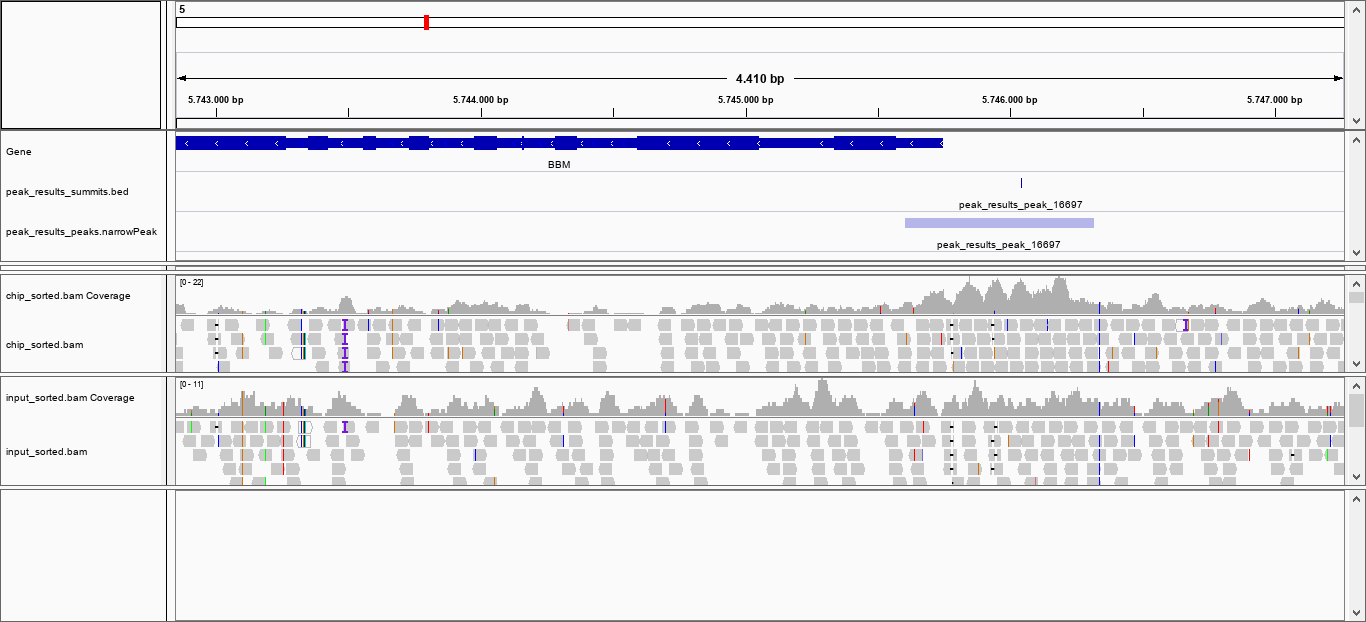 5
4.410 bp
5.743.000 bp 5.744.000 bp 5.745.000 bp 5.746.000 bp 5.747.000 bp
Gene
BBM
peak_results_summits.bed
peak_results_peak_16697
peak_results_peaks.narrowPeak
peak_results_peak_16697
[0 - 22]
chip_sorted.bam Coverage
chip_sorted.bam
[0 - 11]
input_sorted.bam Coverage
input_sorted.bam